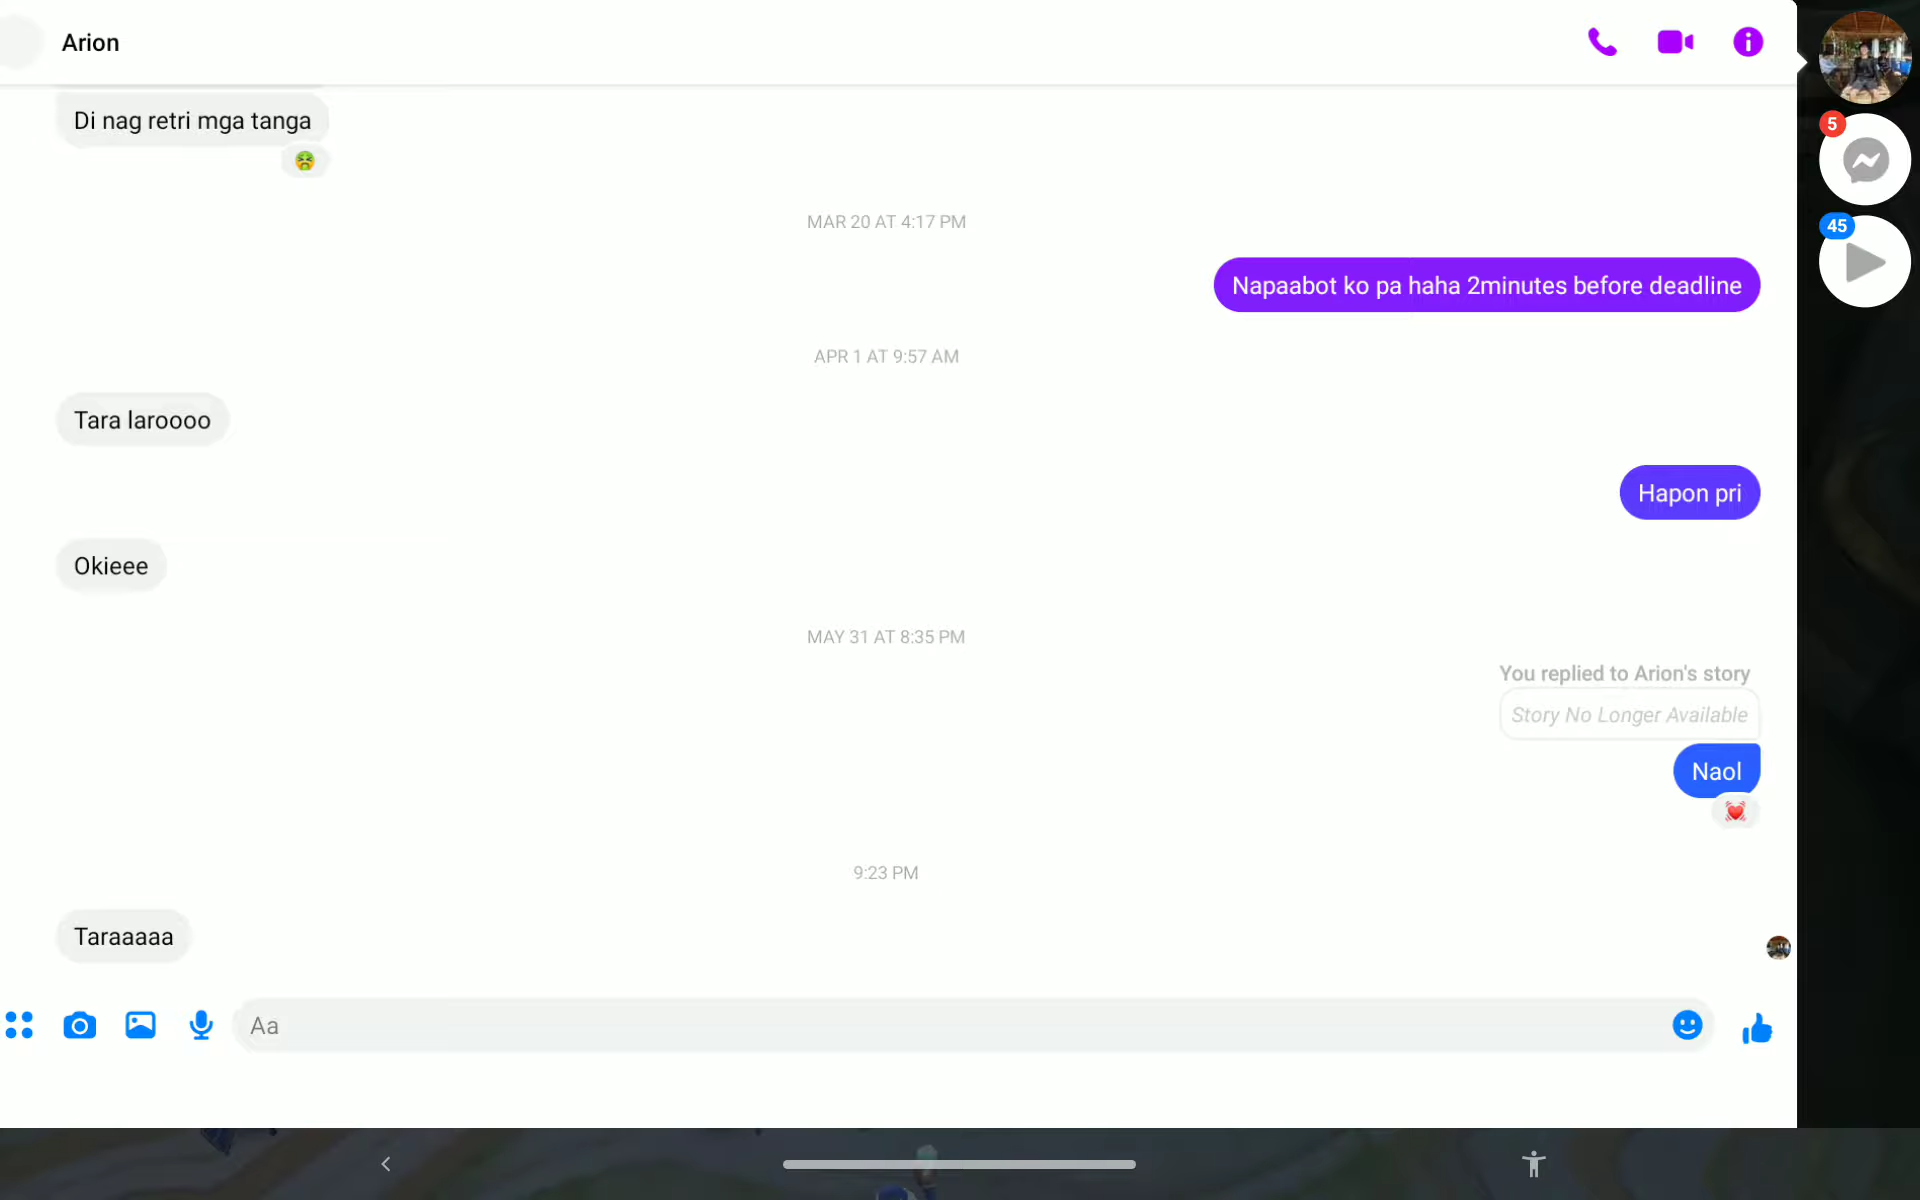 Arion
5
45
Di nag retri mga tanga
MAR 20 AT 4:17 PM
Napaabot ko pa haha 2minutes before deadline
APR 1 AT 9:57 AM
Tara laroooo
Hapon pri
Okieee
MAY 31 AT 8:35 PM
You replied to Arion's story
Story No Longer Available
Naol
9:23 PM
Taraaaaa
Aa